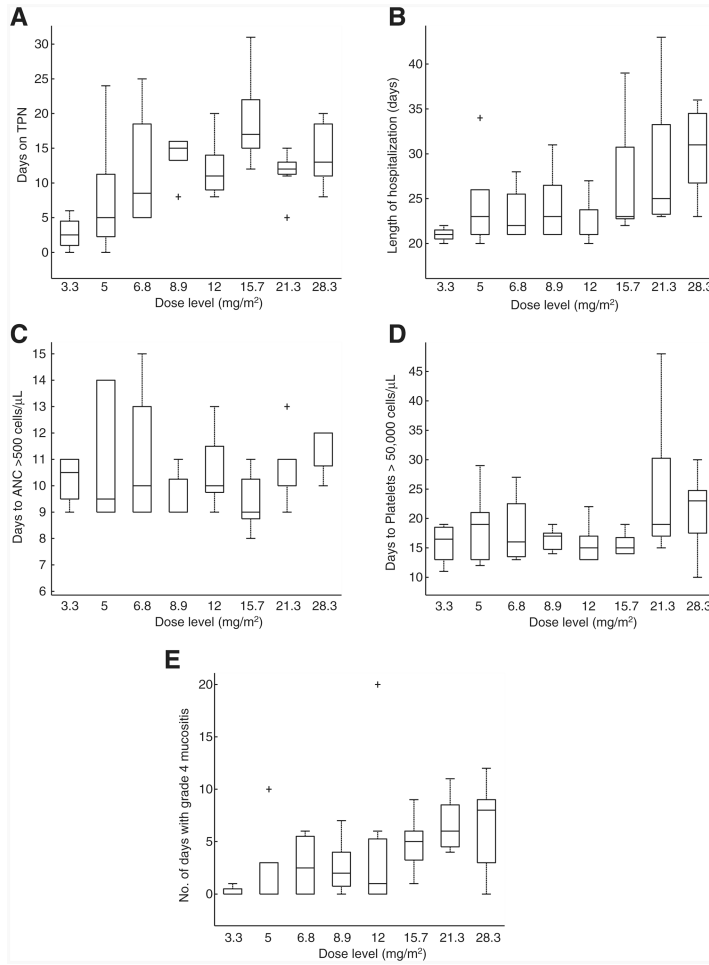 A
Days on TPN
30
25
20
15
10
5
0
3.3 5 6.8 8.9 12 15.7 21.3 28.3
Dose level (mg/m²)
B
Length of hospitalization (days)
40
35
30
25
20
3.3 5 6.8 8.9 12 15.7 21.3 28.3
Dose level (mg/m²)
C
Days to ANC >500 cells/µL
15
14
13
12
11
10
9
8
7
6
3.3 5 6.8 8.9 12 15.7 21.3 28.3
Dose level (mg/m²)
D
Days to Platelets > 50,000 cells/µL
45
40
35
30
25
20
15
10
3.3 5 6.8 8.9 12 15.7 21.3 28.3
Dose level (mg/m²)
E
No. of days with grade 4 mucositis
20
15
10
5
0
3.3 5 6.8 8.9 12 15.7 21.3 28.3
Dose level (mg/m²)